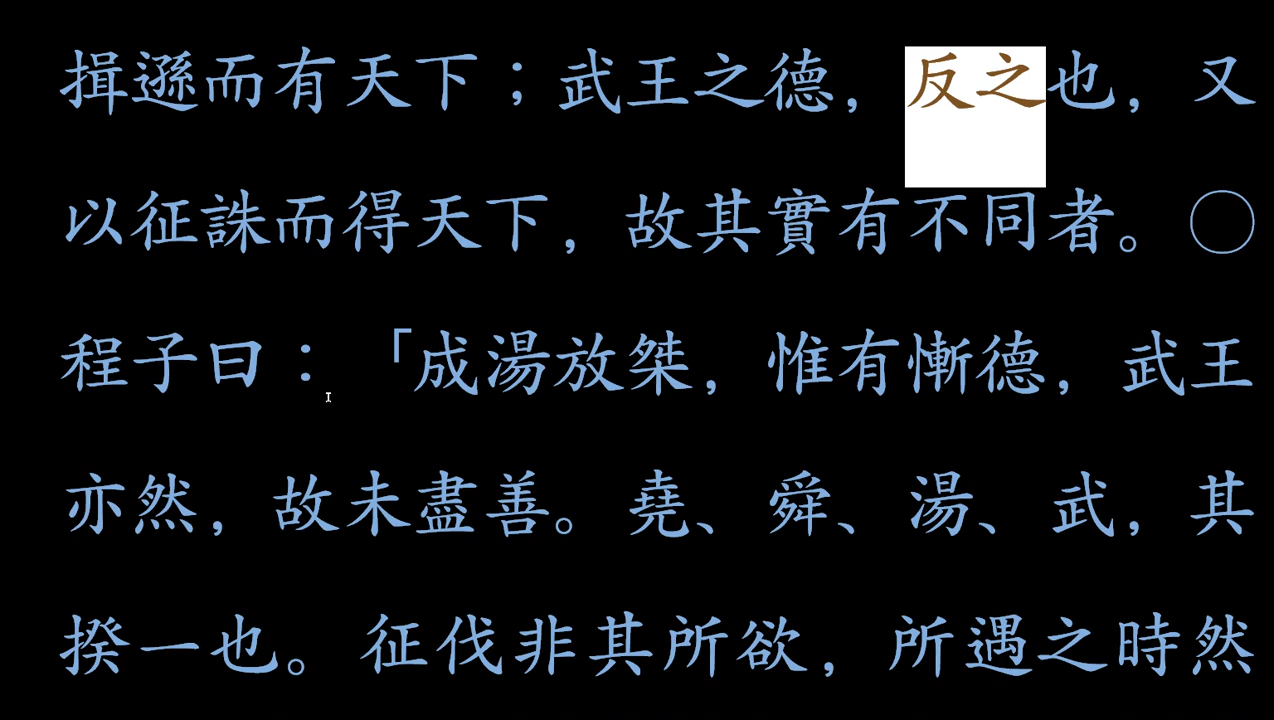 揖遜而有天下；武王之德，反之也，又
以征誅而得天下，故其實有不同者。○
程子曰：「成湯放桀，惟有慚德，武王
亦然，故未盡善。堯、舜、湯、武，其
揆一也。征伐非其所欲，所遇之時然